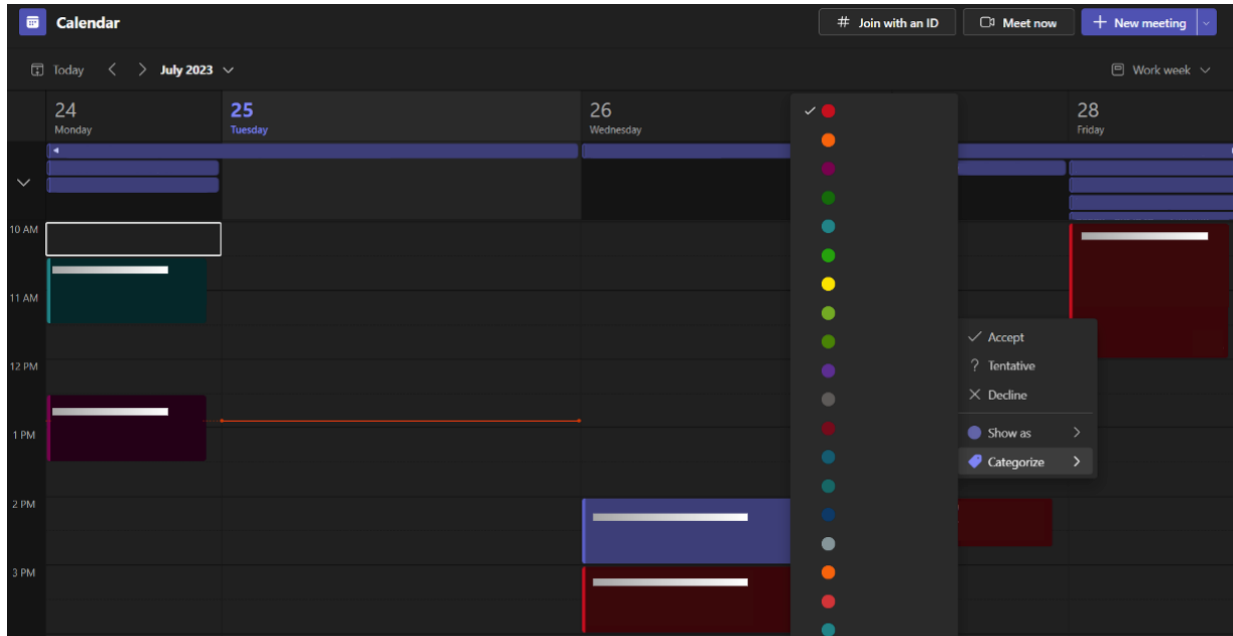 Calendar
# Join with an ID
Meet now
New meeting
Today
July 2023
Work week
24
Monday
25
Tuesday
26
Wednesday
28
Friday
10 AM
11 AM
12 PM
1 PM
2 PM
3 PM
Accept
? Tentative
Decline
Show as
Categorize